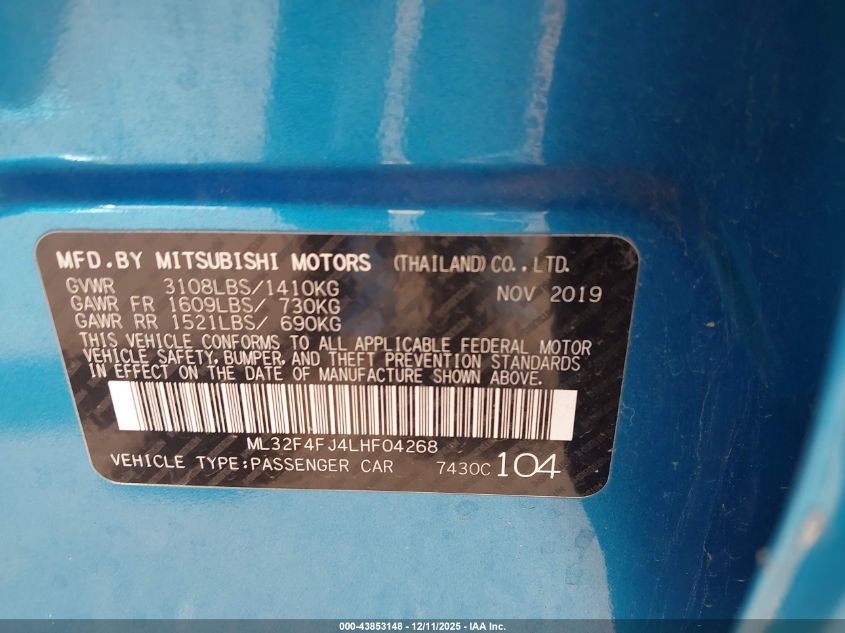 MFD.BY MITSUBISHI MOTORS (THAILAND) CO., LTD.
GVWR 3108LBS/1410KG NOV 2019
GAWR FR 1609LBS/ 730KG
GAWR RR 1521LBS/ 690KG
THIS VEHICLE CONFORMS TO ALL APPLICABLE FEDERAL MOTOR
VEHICLE SAFETY, BUMPER, AND THEFT PREVENTION STANDARDS
IN EFFECT ON THE DATE OF MANUFACTURE SHOWN ABOVE.
ML32F4FJ4LHF04268
VEHICLE TYPE:PASSENGER CAR 7430C 104
000-43853148 - 12/11/2025 - IAA Inc.